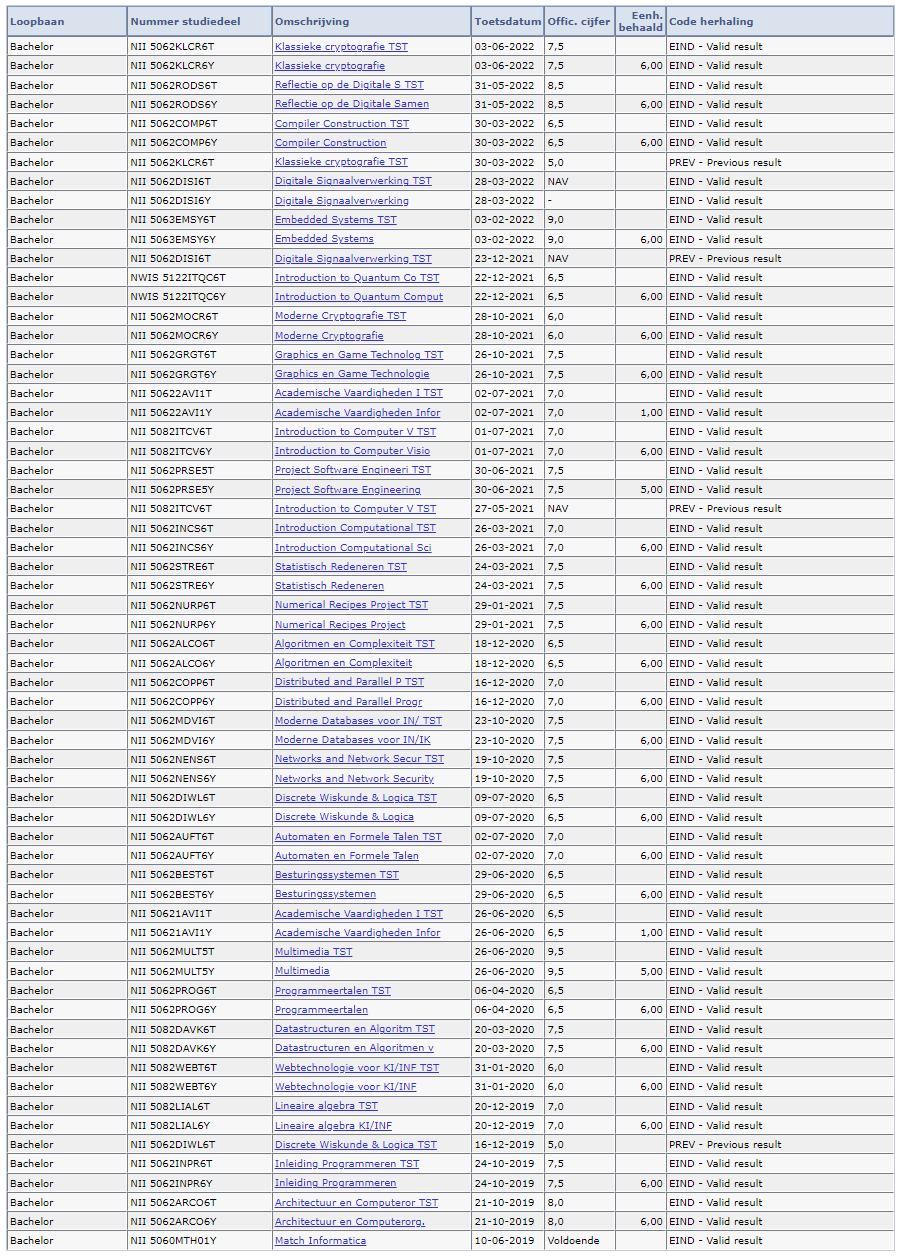 Loopbaan Nummer studiedeel Omschrijving Toetsdatum Offic. cijfer Eenh. behaald Code herhaling
Bachelor NII 5062KLCR6T Klassieke cryptografie TST 03-06-2022 7,5 EIND - Valid result
Bachelor NII 5062KLCR6Y Klassieke cryptografie 03-06-2022 7,5 6,00 EIND - Valid result
Bachelor NII 5062RODS6T Reflectie op de Digitale S TST 31-05-2022 8,5 EIND - Valid result
Bachelor NII 5062RODS6Y Reflectie op de Digitale Samen 31-05-2022 8,5 6,00 EIND - Valid result
Bachelor NII 5062COMP6T Compiler Construction TST 30-03-2022 6,5 EIND - Valid result
Bachelor NII 5062COMP6Y Compiler Construction 30-03-2022 6,5 6,00 EIND - Valid result
Bachelor NII 5062KLCR6T Klassieke cryptografie TST 30-03-2022 5,0 PREV - Previous result
Bachelor NII 5062DISI6T Digitale Signaalverwerking TST 28-03-2022 NAV EIND - Valid result
Bachelor NII 5062DISI6Y Digitale Signaalverwerking 28-03-2022 - EIND - Valid result
Bachelor NII 5063EMSY6T Embedded Systems TST 03-02-2022 9,0 EIND - Valid result
Bachelor NII 5063EMSY6Y Embedded Systems 03-02-2022 9,0 6,00 EIND - Valid result
Bachelor NII 5062DISI6T Digitale Signaalverwerking TST 23-12-2021 NAV PREV - Previous result
Bachelor NWIS 5122ITQC6T Introduction to Quantum Co TST 22-12-2021 6,5 EIND - Valid result
Bachelor NWIS 5122ITQC6Y Introduction to Quantum Comput 22-12-2021 6,5 6,00 EIND - Valid result
Bachelor NII 5062MOCR6T Moderne Cryptografie TST 28-10-2021 6,0 EIND - Valid result
Bachelor NII 5062MOCR6Y Moderne Cryptografie 28-10-2021 6,0 6,00 EIND - Valid result
Bachelor NII 5062GRGT6T Graphics en Game Technolog TST 26-10-2021 7,5 EIND - Valid result
Bachelor NII 5062GRGT6Y Graphics en Game Technologie 26-10-2021 7,5 6,00 EIND - Valid result
Bachelor NII 50622AVI1T Academische Vaardigheden I TST 02-07-2021 7,0 EIND - Valid result
Bachelor NII 50622AVI1Y Academische Vaardigheden Infor 02-07-2021 7,0 1,00 EIND - Valid result
Bachelor NII 5082ITCV6T Introduction to Computer V TST 01-07-2021 7,0 EIND - Valid result
Bachelor NII 5082ITCV6Y Introduction to Computer Visio 01-07-2021 7,0 6,00 EIND - Valid result
Bachelor NII 5062PRSE5T Project Software Engineeri TST 30-06-2021 7,5 EIND - Valid result
Bachelor NII 5062PRSE5Y Project Software Engineering 30-06-2021 7,5 5,00 EIND - Valid result
Bachelor NII 5082ITCV6T Introduction to Computer V TST 27-05-2021 NAV PREV - Previous result
Bachelor NII 5062INCS6T Introduction Computational TST 26-03-2021 7,0 EIND - Valid result
Bachelor NII 5062INCS6Y Introduction Computational Sci 26-03-2021 7,0 6,00 EIND - Valid result
Bachelor NII 5062STRE6T Statistisch Redeneren TST 24-03-2021 7,5 EIND - Valid result
Bachelor NII 5062STRE6Y Statistisch Redeneren 24-03-2021 7,5 6,00 EIND - Valid result
Bachelor NII 5062NURP6T Numerical Recipes Project TST 29-01-2021 7,5 EIND - Valid result
Bachelor NII 5062NURP6Y Numerical Recipes Project 29-01-2021 7,5 6,00 EIND - Valid result
Bachelor NII 5062ALCO6T Algoritmen en Complexiteit TST 18-12-2020 6,5 EIND - Valid result
Bachelor NII 5062ALCO6Y Algoritmen en Complexiteit 18-12-2020 6,5 6,00 EIND - Valid result
Bachelor NII 5062COPP6T Distributed and Parallel P TST 16-12-2020 7,0 EIND - Valid result
Bachelor NII 5062COPP6Y Distributed and Parallel Progr 16-12-2020 7,0 6,00 EIND - Valid result
Bachelor NII 5062MDVI6T Moderne Databases voor IN/ TST 23-10-2020 7,5 EIND - Valid result
Bachelor NII 5062MDVI6Y Moderne Databases voor IN/IK 23-10-2020 7,5 6,00 EIND - Valid result
Bachelor NII 5062NENS6T Networks and Network Secur TST 19-10-2020 7,5 EIND - Valid result
Bachelor NII 5062NENS6Y Networks and Network Security 19-10-2020 7,5 6,00 EIND - Valid result
Bachelor NII 5062DIWL6T Discrete Wiskunde & Logica TST 09-07-2020 6,5 EIND - Valid result
Bachelor NII 5062DIWL6Y Discrete Wiskunde & Logica 09-07-2020 6,5 6,00 EIND - Valid result
Bachelor NII 5062AUFT6T Automaten en Formele Talen TST 02-07-2020 7,0 EIND - Valid result
Bachelor NII 5062AUFT6Y Automaten en Formele Talen 02-07-2020 7,0 6,00 EIND - Valid result
Bachelor NII 5062BEST6T Besturingssystemen TST 29-06-2020 6,5 EIND - Valid result
Bachelor NII 5062BEST6Y Besturingssystemen 29-06-2020 6,5 6,00 EIND - Valid result
Bachelor NII 50621AVI1T Academische Vaardigheden I TST 26-06-2020 6,5 EIND - Valid result
Bachelor NII 50621AVI1Y Academische Vaardigheden Infor 26-06-2020 6,5 1,00 EIND - Valid result
Bachelor NII 5062MULT5T Multimedia TST 26-06-2020 9,5 EIND - Valid result
Bachelor NII 5062MULT5Y Multimedia 26-06-2020 9,5 5,00 EIND - Valid result
Bachelor NII 5062PROG6T Programmeertalen TST 06-04-2020 6,5 EIND - Valid result
Bachelor NII 5062PROG6Y Programmeertalen 06-04-2020 6,5 6,00 EIND - Valid result
Bachelor NII 5082DAVK6T Datastructuren en Algoritm TST 20-03-2020 7,5 EIND - Valid result
Bachelor NII 5082DAVK6Y Datastructuren en Algoritmen v 20-03-2020 7,5 6,00 EIND - Valid result
Bachelor NII 5082WEBT6T Webtechnologie voor KI/INF TST 31-01-2020 6,0 EIND - Valid result
Bachelor NII 5082WEBT6Y Webtechnologie voor KI/INF 31-01-2020 6,0 6,00 EIND - Valid result
Bachelor NII 5082LIAL6T Lineaire algebra TST 20-12-2019 7,0 EIND - Valid result
Bachelor NII 5082LIAL6Y Lineaire algebra KI/INF 20-12-2019 7,0 6,00 EIND - Valid result
Bachelor NII 5062DIWL6T Discrete Wiskunde & Logica TST 16-12-2019 5,0 PREV - Previous result
Bachelor NII 5062INPR6T Inleiding Programmeren TST 24-10-2019 7,5 EIND - Valid result
Bachelor NII 5062INPR6Y Inleiding Programmeren 24-10-2019 7,5 6,00 EIND - Valid result
Bachelor NII 5062ARCO6T Architectuur en Computeror TST 21-10-2019 8,0 EIND - Valid result
Bachelor NII 5062ARCO6Y Architectuur en Computerorg. 21-10-2019 8,0 6,00 EIND - Valid result
Bachelor NII 5060MTH01Y Match Informatica 10-06-2019 Voldoende EIND - Valid result